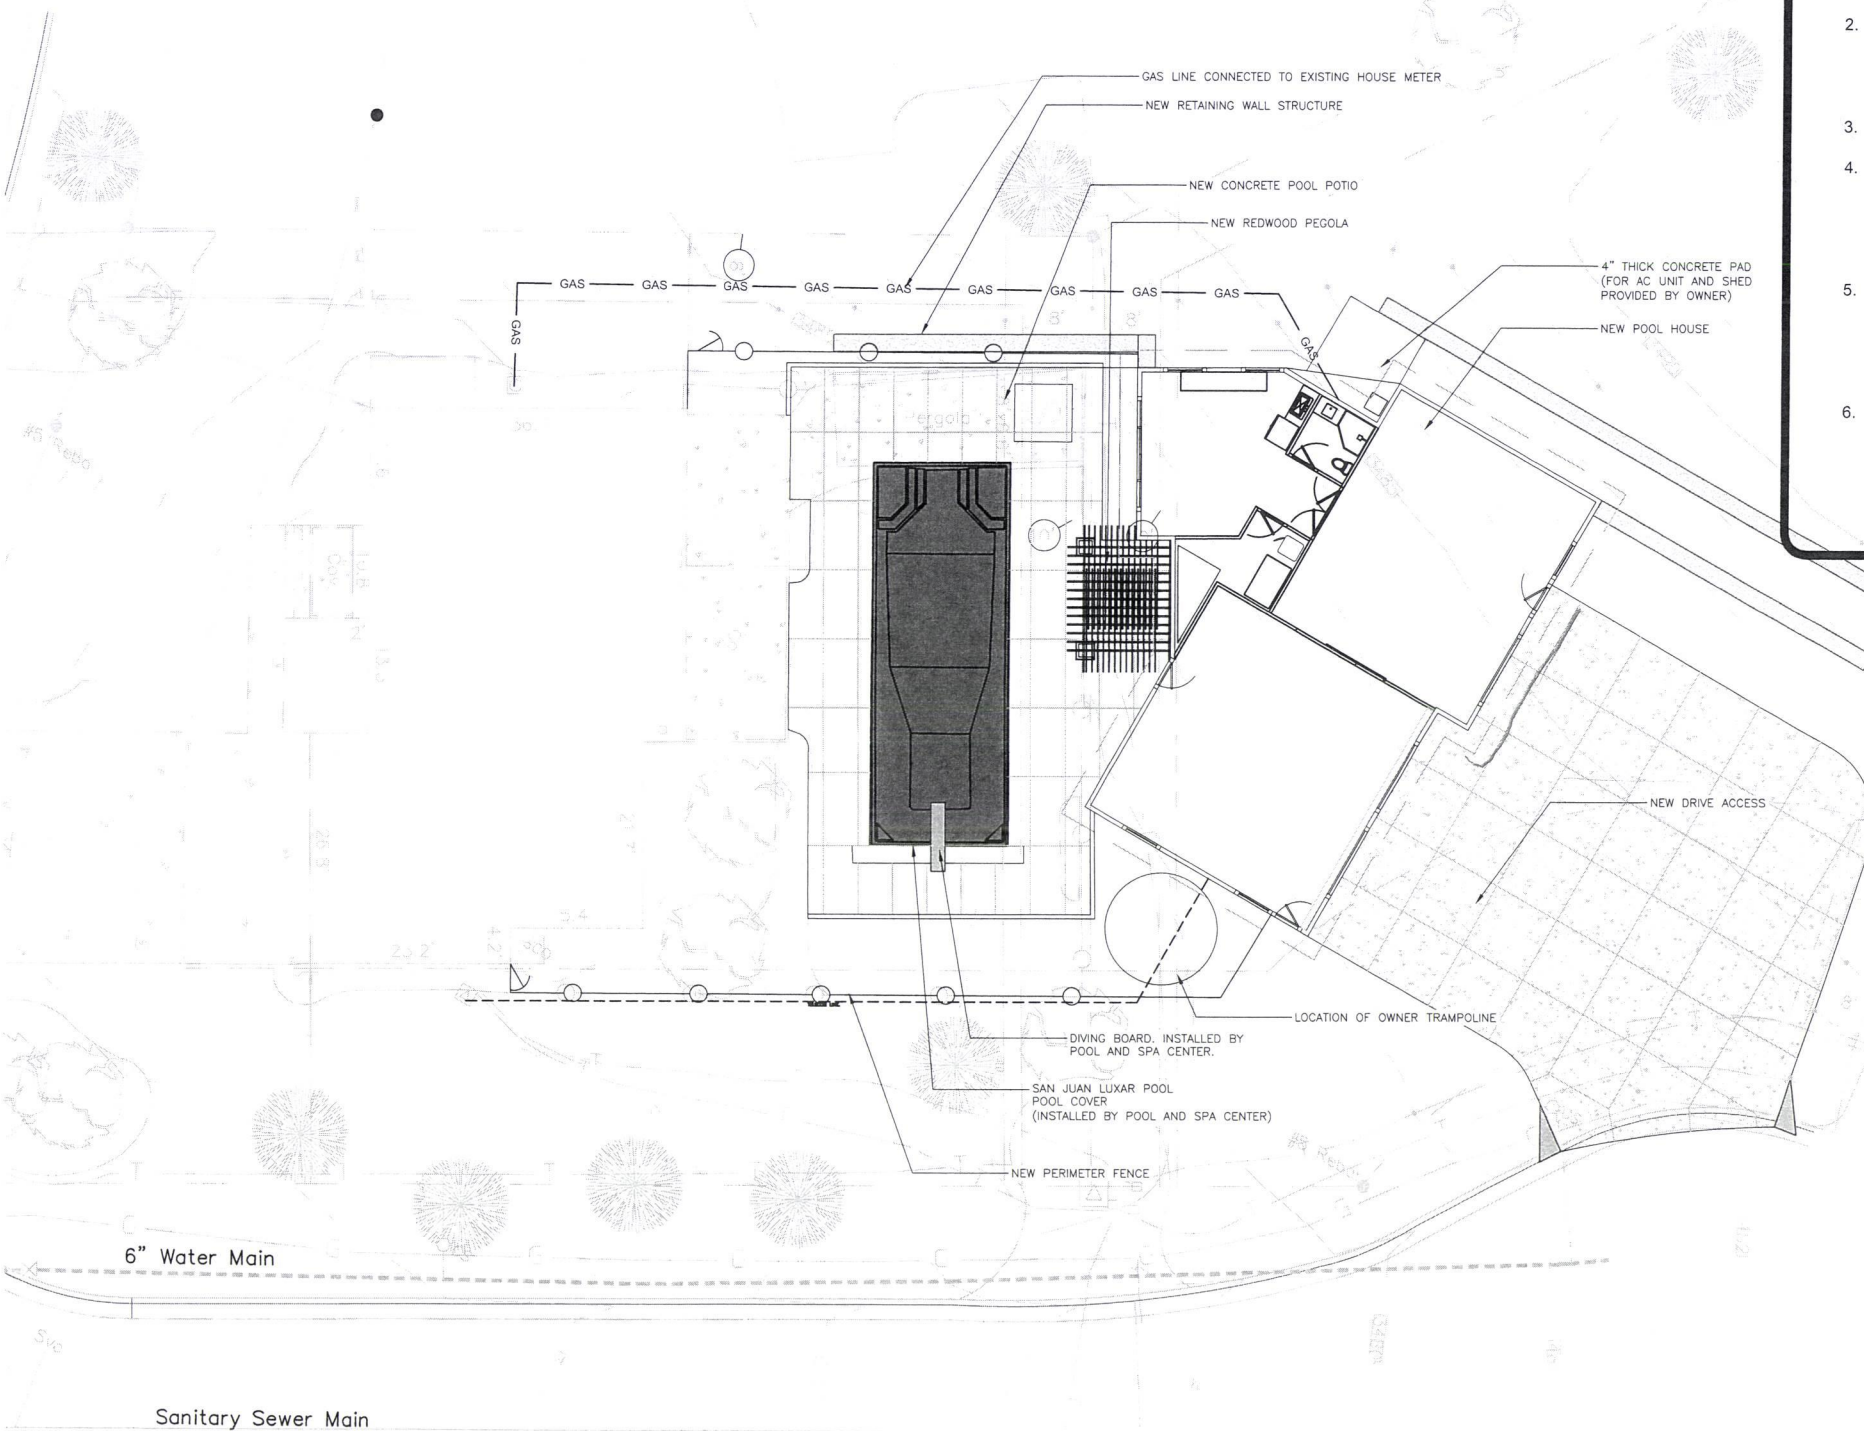 2.
GAS LINE CONNECTED TO EXISTING HOUSE METER
NEW RETAINING WALL STRUCTURE
3.
4.
NEW CONCRETE POOL POTIO
NEW REDWOOD PEGOLA
4" THICK CONCRETE PAD
(FOR AC UNIT AND SHED
PROVIDED BY OWNER)
5.
GAS GAS GAS GAS GAS GAS GAS GAS GAS
GAS
GAS
8' 8'
NEW POOL HOUSE
6.
Pergola
NEW DRIVE ACCESS
LOCATION OF OWNER TRAMPOLINE
DIVING BOARD. INSTALLED BY
POOL AND SPA CENTER.
SAN JUAN LUXAR POOL
POOL COVER
(INSTALLED BY POOL AND SPA CENTER)
NEW PERIMETER FENCE
6" Water Main
Sanitary Sewer Main